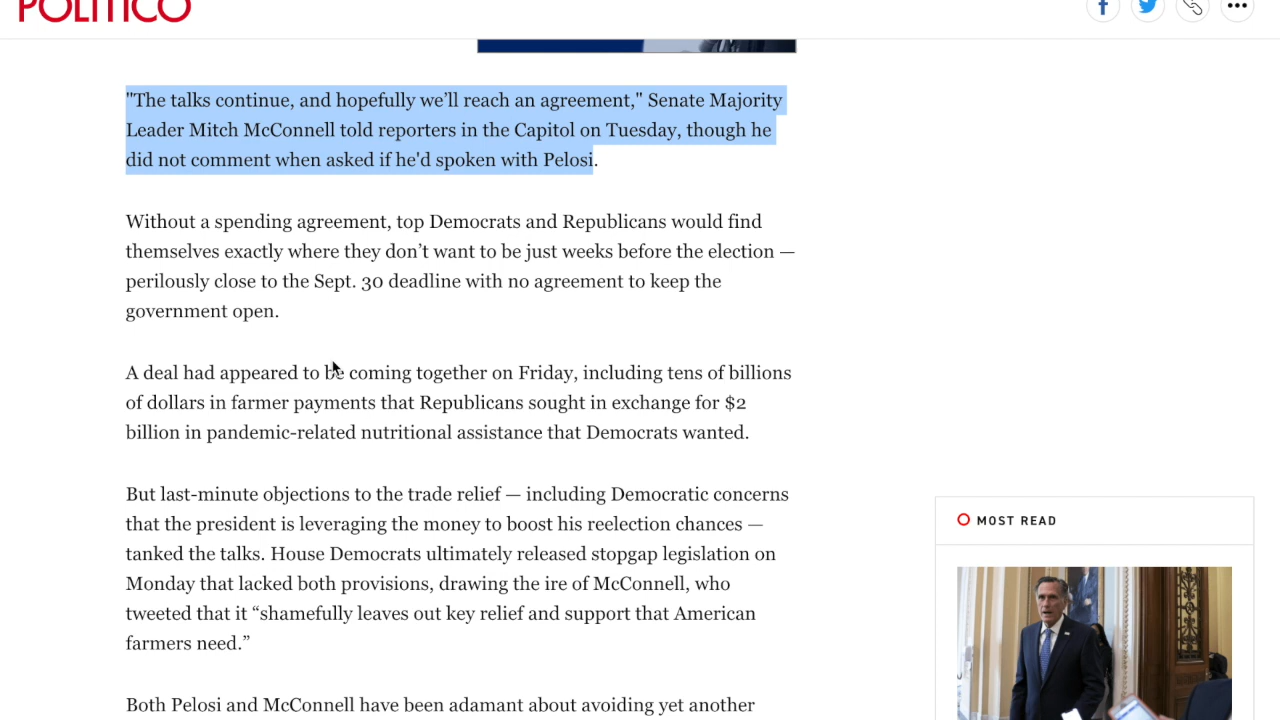 POLITICO
"The talks continue, and hopefully we’ll reach an agreement," Senate Majority
Leader Mitch McConnell told reporters in the Capitol on Tuesday, though he
did not comment when asked if he'd spoken with Pelosi.
Without a spending agreement, top Democrats and Republicans would find
themselves exactly where they don’t want to be just weeks before the election —
perilously close to the Sept. 30 deadline with no agreement to keep the
government open.
A deal had appeared to be coming together on Friday, including tens of billions
of dollars in farmer payments that Republicans sought in exchange for $2
billion in pandemic-related nutritional assistance that Democrats wanted.
But last-minute objections to the trade relief — including Democratic concerns
that the president is leveraging the money to boost his reelection chances —
tanked the talks. House Democrats ultimately released stopgap legislation on
Monday that lacked both provisions, drawing the ire of McConnell, who
tweeted that it “shamefully leaves out key relief and support that American
farmers need.”
Both Pelosi and McConnell have been adamant about avoiding yet another
MOST READ